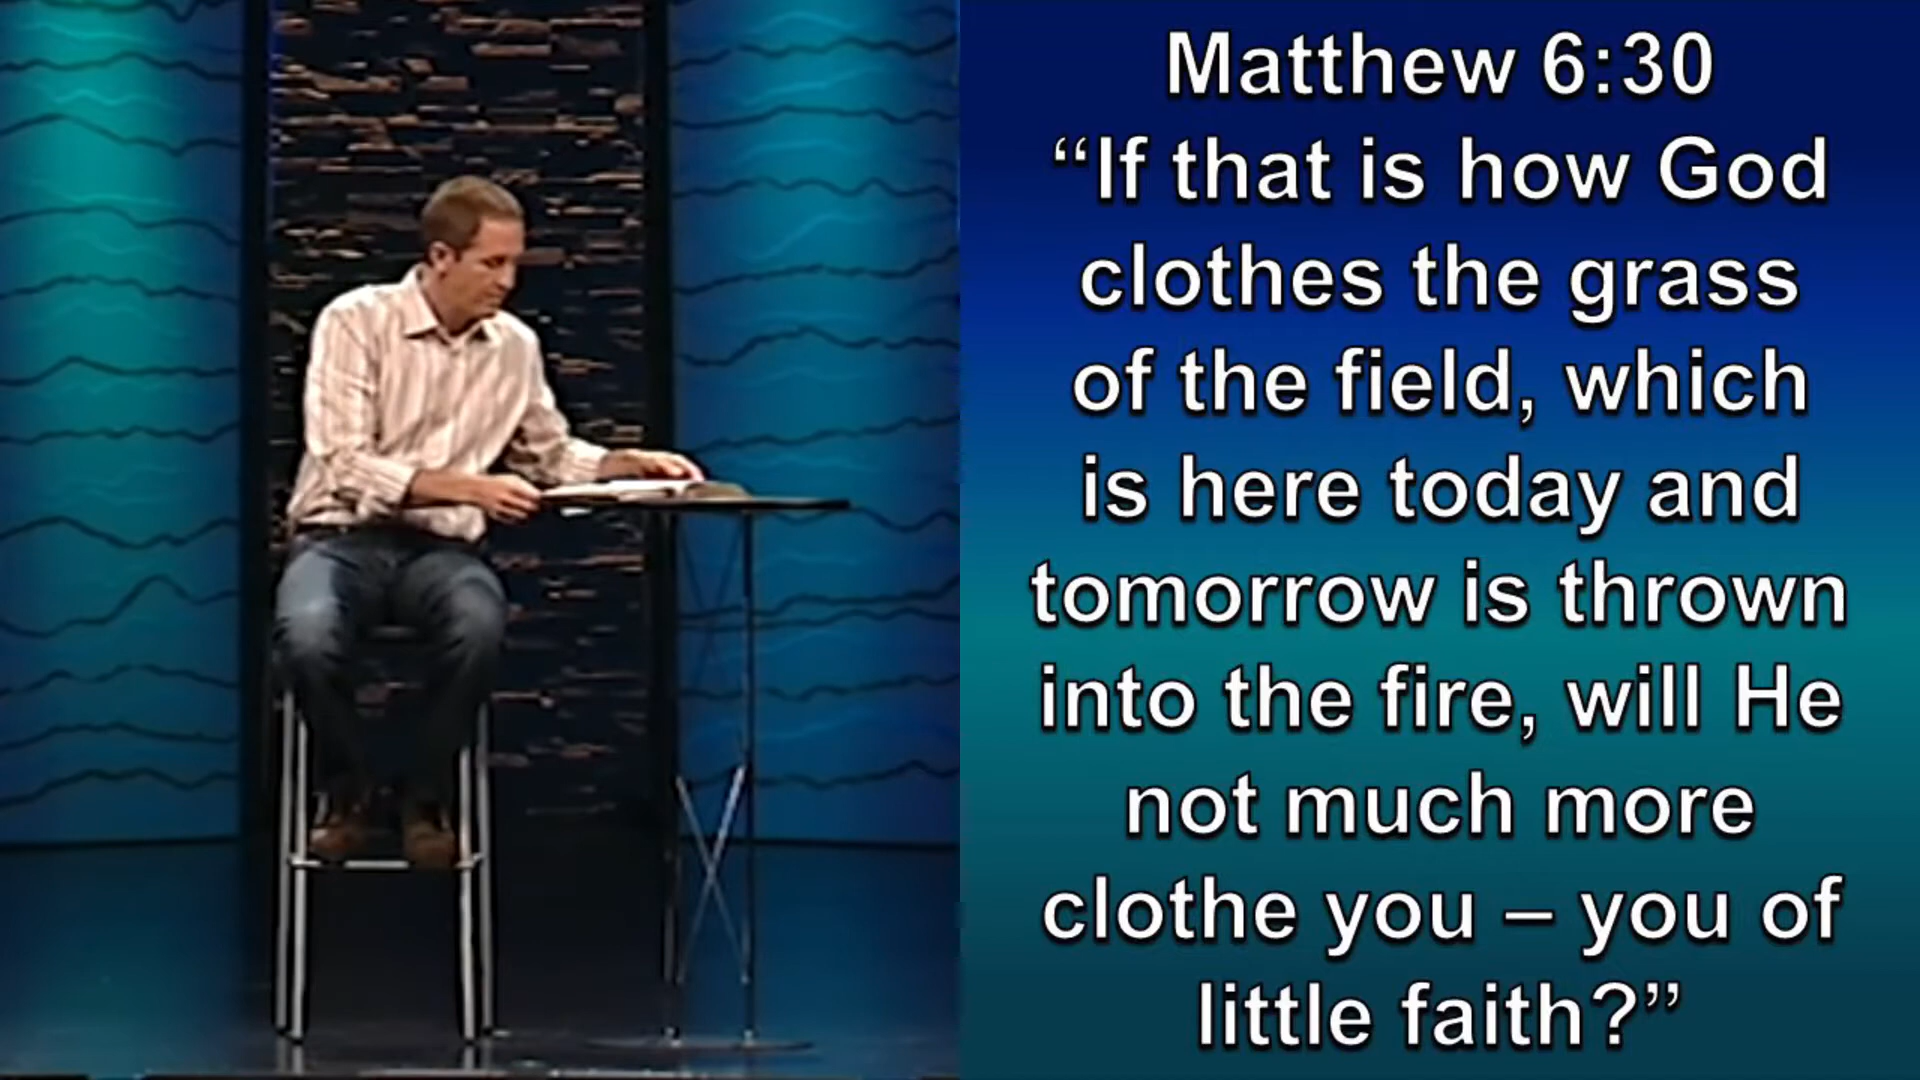 Matthew 6:30
“If that is how God
clothes the grass
of the field, which
is here today and
tomorrow is thrown
into the fire, will He
not much more
clothe you – you of
little faith?”